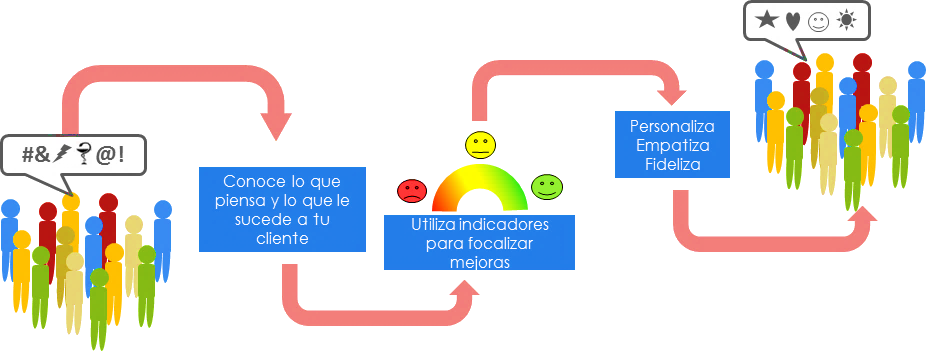 #& @!
Conoce lo que
piensa y lo que le
sucede a tu
cliente
Utiliza indicadores
para focalizar
mejoras
Personaliza
Empatiza
Fideliza